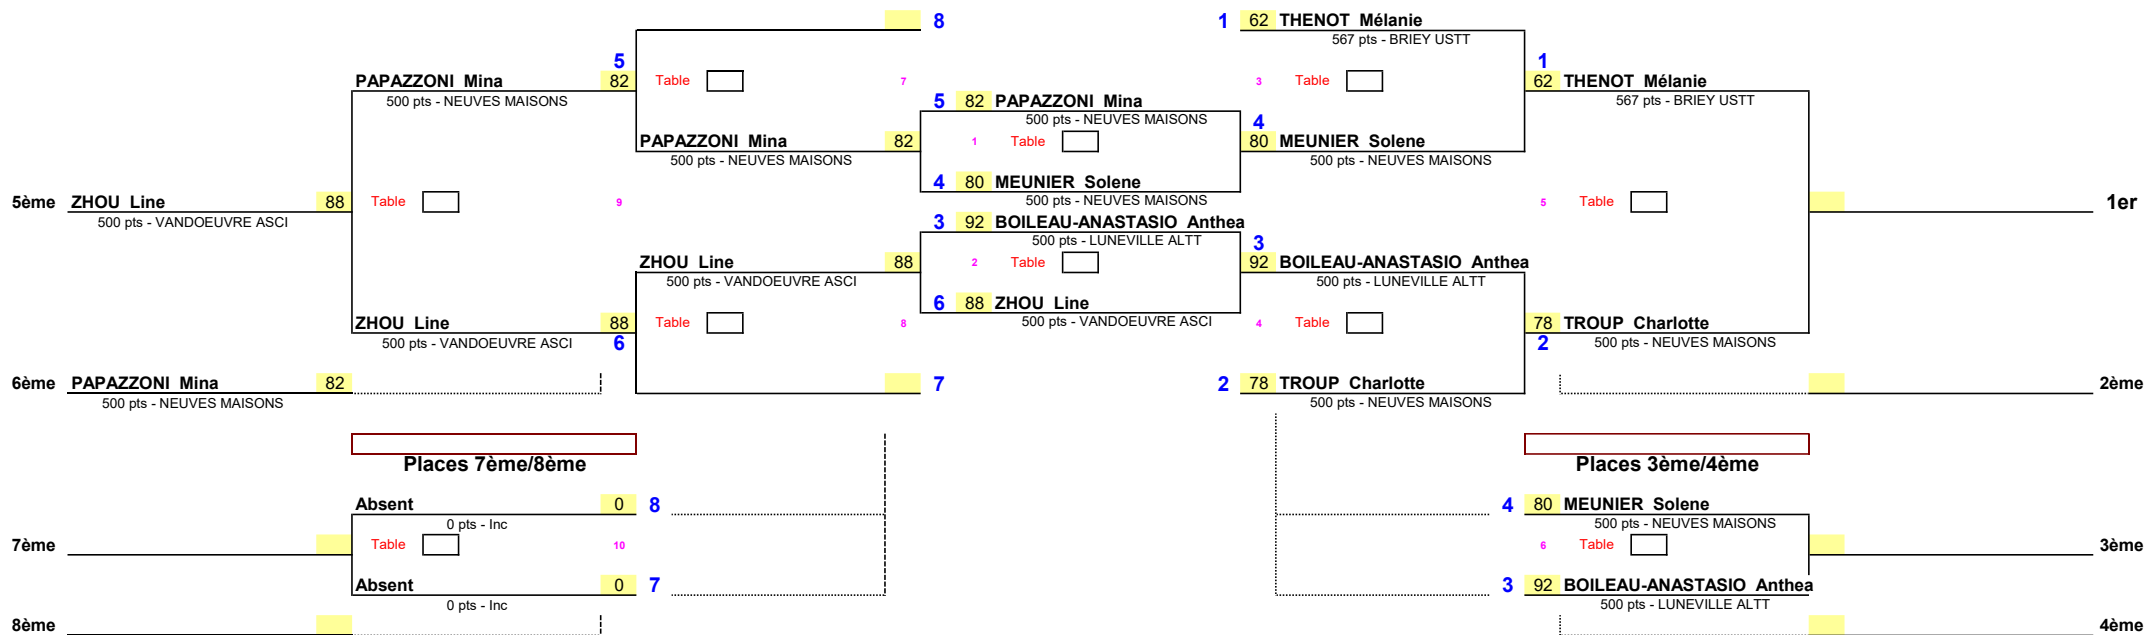 8 1 62 THENOT Mélanie
567 pts - BRIEY USTT
5 1
PAPAZZONI Mina 82 Table 7 3 Table 62 THENOT Mélanie
500 pts - NEUVES MAISONS 5 82 PAPAZZONI Mina 567 pts - BRIEY USTT
500 pts - NEUVES MAISONS 4
PAPAZZONI Mina 82 1 Table 80 MEUNIER Solene
500 pts - NEUVES MAISONS 500 pts - NEUVES MAISONS
4 80 MEUNIER Solene
5ème ZHOU Line 88 Table 9 500 pts - NEUVES MAISONS 5 Table 1er
500 pts - VANDOEUVRE ASCI 3 92 BOILEAU-ANASTASIO Anthea
500 pts - LUNEVILLE ALTT 3
ZHOU Line 88 2 Table 92 BOILEAU-ANASTASIO Anthea
500 pts - VANDOEUVRE ASCI 500 pts - LUNEVILLE ALTT
6 88 ZHOU Line
ZHOU Line 88 Table 8 500 pts - VANDOEUVRE ASCI 4 Table 78 TROUP Charlotte
500 pts - VANDOEUVRE ASCI 6 2 500 pts - NEUVES MAISONS
6ème PAPAZZONI Mina 82 7 2 78 TROUP Charlotte 2ème
500 pts - NEUVES MAISONS 500 pts - NEUVES MAISONS
Places 7ème/8ème Places 3ème/4ème
Absent 0 8 4 80 MEUNIER Solene
0 pts - Inc 500 pts - NEUVES MAISONS
7ème Table 10 6 Table 3ème
Absent 0 7 3 92 BOILEAU-ANASTASIO Anthea
0 pts - Inc 500 pts - LUNEVILLE ALTT
8ème 4ème